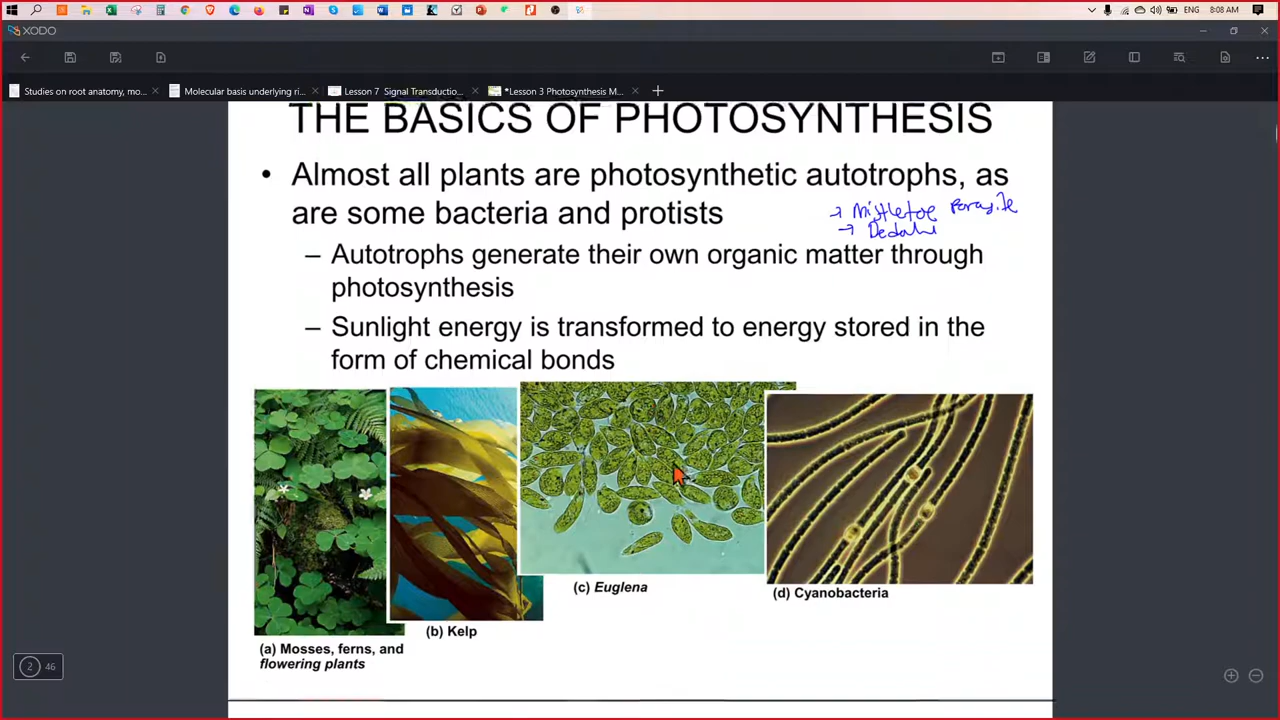 ENG
8:08 AM
XODO
Studies on root anatomy, mo...
Molecular basis underlying ri...
Lesson 7 Signal Transductio...
*Lesson 3 Photosynthesis M...
THE BASICS OF PHOTOSYNTHESIS
• Almost all plants are photosynthetic autotrophs, as
are some bacteria and protists
→ Mistletoe Parasite
– Autotrophs generate their own organic matter through
photosynthesis
– Sunlight energy is transformed to energy stored in the
form of chemical bonds
(a) Mosses, ferns, and
flowering plants
(b) Kelp
(c) Euglena
(d) Cyanobacteria
2 46